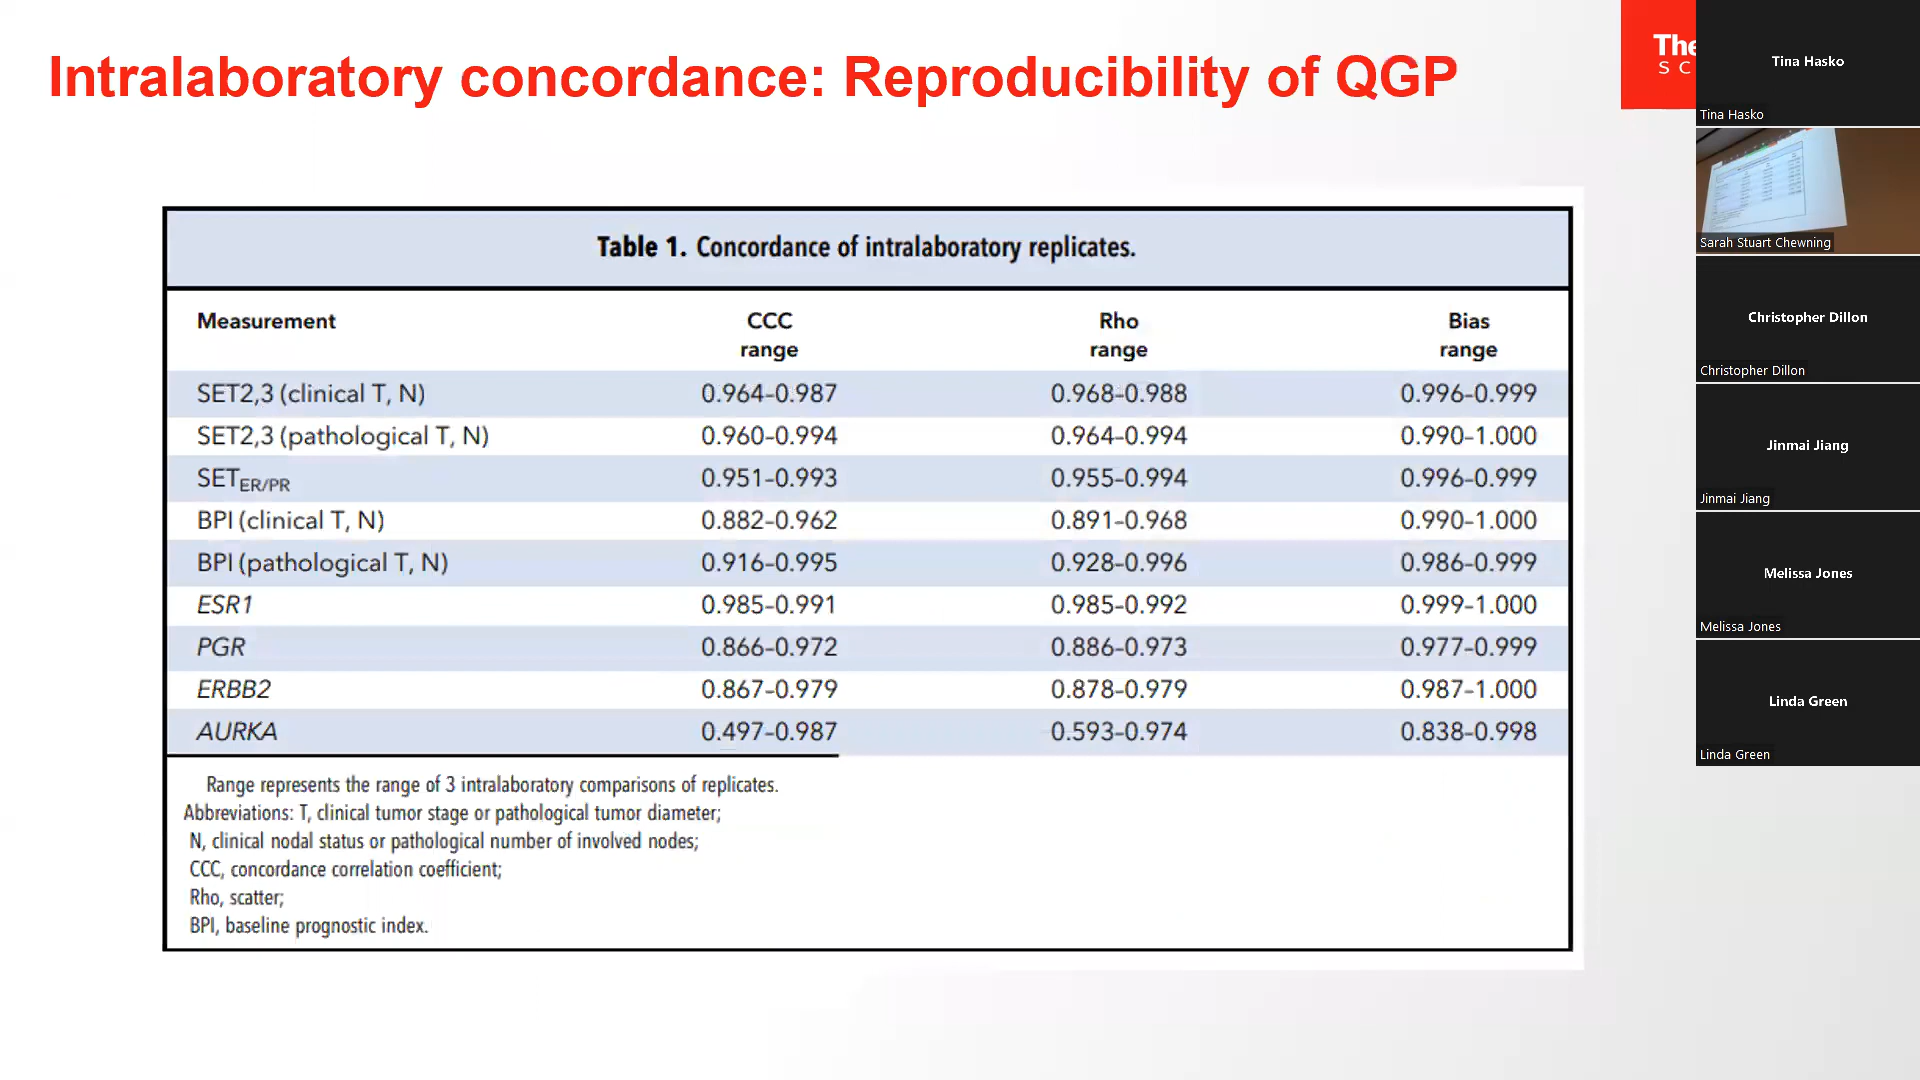 Intralaboratory concordance: Reproducibility of QGP
The
SC
Table 1. Concordance of intralaboratory replicates.
Measurement CCC range Rho range Bias range
SET2,3 (clinical T, N) 0.964–0.987 0.968–0.988 0.996–0.999
SET2,3 (pathological T, N) 0.960–0.994 0.964–0.994 0.990–1.000
SETER/PR 0.951–0.993 0.955–0.994 0.996–0.999
BPI (clinical T, N) 0.882–0.962 0.891–0.968 0.990–1.000
BPI (pathological T, N) 0.916–0.995 0.928–0.996 0.986–0.999
ESR1 0.985–0.991 0.985–0.992 0.999–1.000
PGR 0.866–0.972 0.886–0.973 0.977–0.999
ERBB2 0.867–0.979 0.878–0.979 0.987–1.000
AURKA 0.497–0.987 0.593–0.974 0.838–0.998
Range represents the range of 3 intralaboratory comparisons of replicates.
Abbreviations: T, clinical tumor stage or pathological tumor diameter;
N, clinical nodal status or pathological number of involved nodes;
CCC, concordance correlation coefficient;
Rho, scatter;
BPI, baseline prognostic index.
Tina Hasko
Tina Hasko
Sarah Stuart Chewning
Christopher Dillon
Christopher Dillon
Jinmai Jiang
Jinmai Jiang
Melissa Jones
Melissa Jones
Linda Green
Linda Green